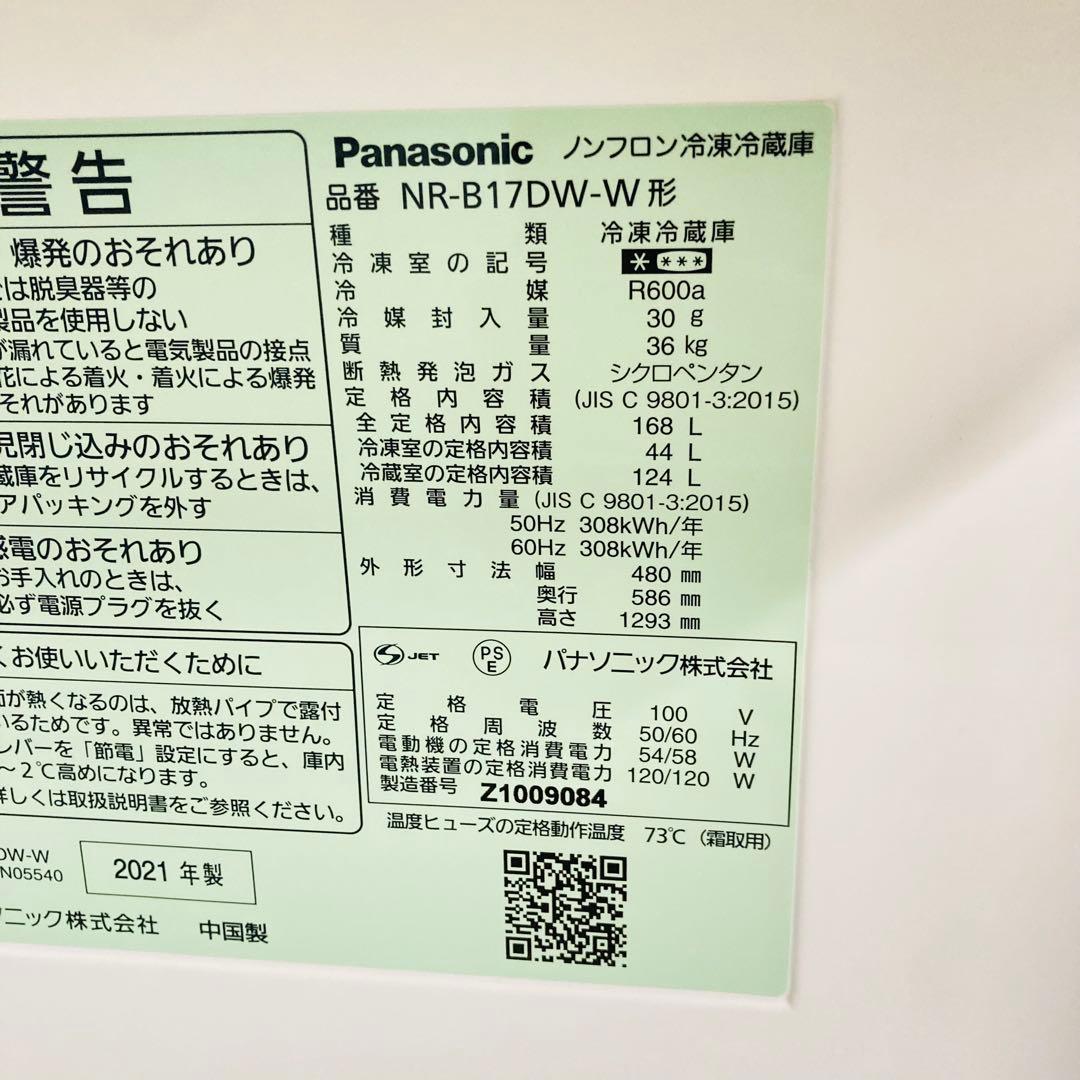 警告
爆発のおそれあり
は脱臭器等の
製品を使用しない
が漏れていると電気製品の接点
花による着火・着火による爆発
それがあります
見閉じ込みのおそれあり
蔵庫をリサイクルするときは、
アパッキングを外す
感電のおそれあり
お手入れのときは、
必ず電源プラグを抜く
くお使いいただくために
面が熱くなるのは、放熱パイプで露付
いるためです。異常ではありません。
レバーを「節電」設定にすると、庫内
～2℃高めになります。
詳しくは取扱説明書をご参照ください。
DW-W
N05540
2021 年製
ソニック株式会社 中国製
Panasonic ノンフロン冷凍冷蔵庫
品番 NR-B17DW-W形
種類 冷凍冷蔵庫
冷凍室の記号 * ***
冷媒 R600a
冷媒封入量 30 g
質量 36 kg
断熱発泡ガス シクロペンタン
定格内容積 (JIS C 9801-3:2015)
全定格内容積 168 L
冷凍室の定格内容積 44 L
冷蔵室の定格内容積 124 L
消費電力量 (JIS C 9801-3:2015)
50Hz 308kWh/年
60Hz 308kWh/年
外形寸法 幅 480 mm
奥行 586 mm
高さ 1293 mm
S JET PSE パナソニック株式会社
定格電圧 100 V
定格周波数 50/60 Hz
電動機の定格消費電力 54/58 W
電熱装置の定格消費電力 120/120 W
製造番号 Z1009084
温度ヒューズの定格動作温度 73℃（霜取用）